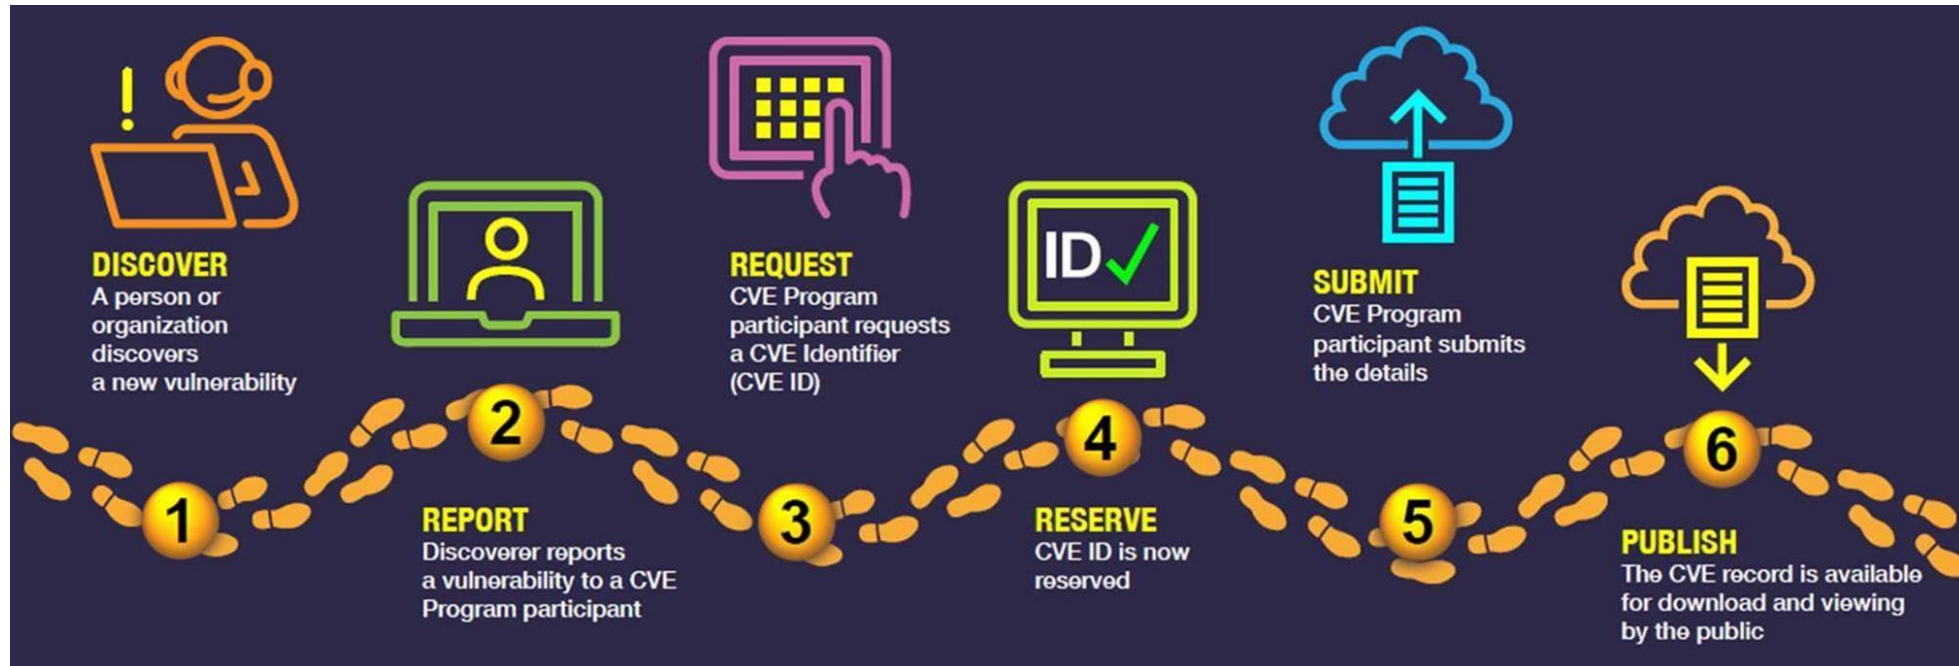 DISCOVER
A person or
organization
discovers
a new vulnerability
1
2
REPORT
Discoverer reports
a vulnerability to a CVE
Program participant
REQUEST
CVE Program
participant requests
a CVE Identifier
(CVE ID)
3
ID
4
RESERVE
CVE ID is now
reserved
SUBMIT
CVE Program
participant submits
the details
5
6
PUBLISH
The CVE record is available
for download and viewing
by the public